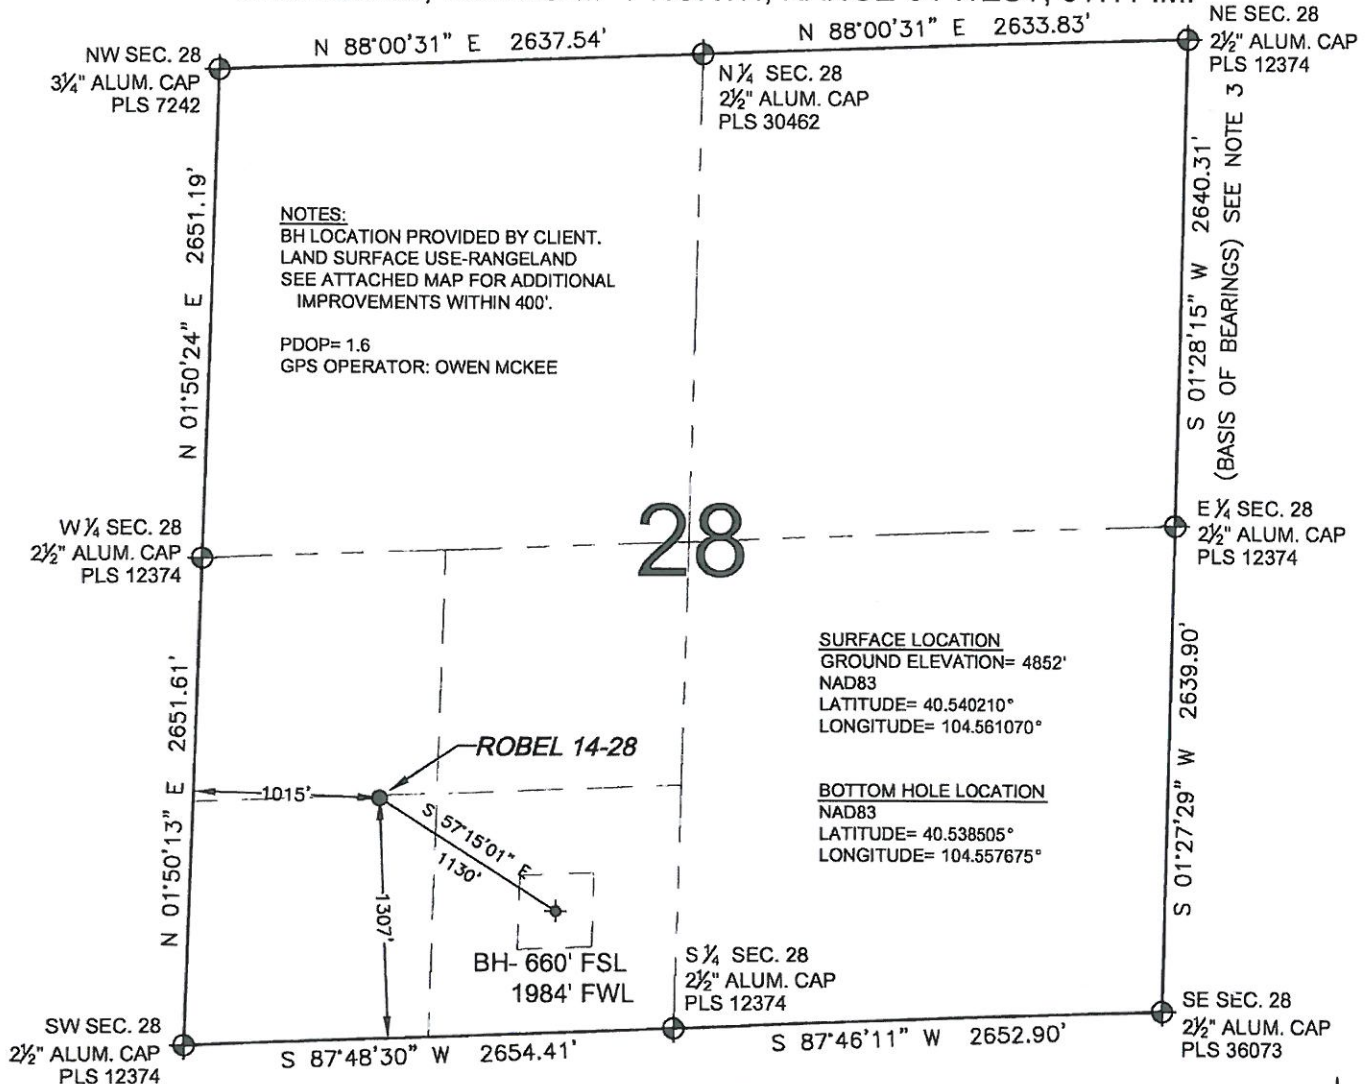 N 88°00'31" E 2637.54'
N 88°00'31" E 2633.83'
NW SEC. 28
3¼" ALUM. CAP
PLS 7242
N ¼ SEC. 28
2½" ALUM. CAP
PLS 30462
NE SEC. 28
2½" ALUM. CAP
PLS 12374
N 01°50'24" E 2651.19'
NOTES:
BH LOCATION PROVIDED BY CLIENT.
LAND SURFACE USE-RANGELAND
SEE ATTACHED MAP FOR ADDITIONAL
IMPROVEMENTS WITHIN 400'.
PDOP= 1.6
GPS OPERATOR: OWEN MCKEE
S 01°28'15" W 2640.31'
(BASIS OF BEARINGS) SEE NOTE 3
W ¼ SEC. 28
2½" ALUM. CAP
PLS 12374
28
E ¼ SEC. 28
2½" ALUM. CAP
PLS 12374
N 01°50'13" E 2651.61'
SURFACE LOCATION
GROUND ELEVATION= 4852'
NAD83
LATITUDE= 40.540210°
LONGITUDE= 104.561070°
BOTTOM HOLE LOCATION
NAD83
LATITUDE= 40.538505°
LONGITUDE= 104.557675°
S 01°27'29" W 2639.90'
ROBEL 14-28
1015'
S 57°15'01" E
1130'
1307'
BH- 660' FSL
1984' FWL
S ¼ SEC. 28
2½" ALUM. CAP
PLS 12374
SW SEC. 28
2½" ALUM. CAP
PLS 12374
S 87°48'30" W 2654.41'
S 87°46'11" W 2652.90'
SE SEC. 28
2½" ALUM. CAP
PLS 36073